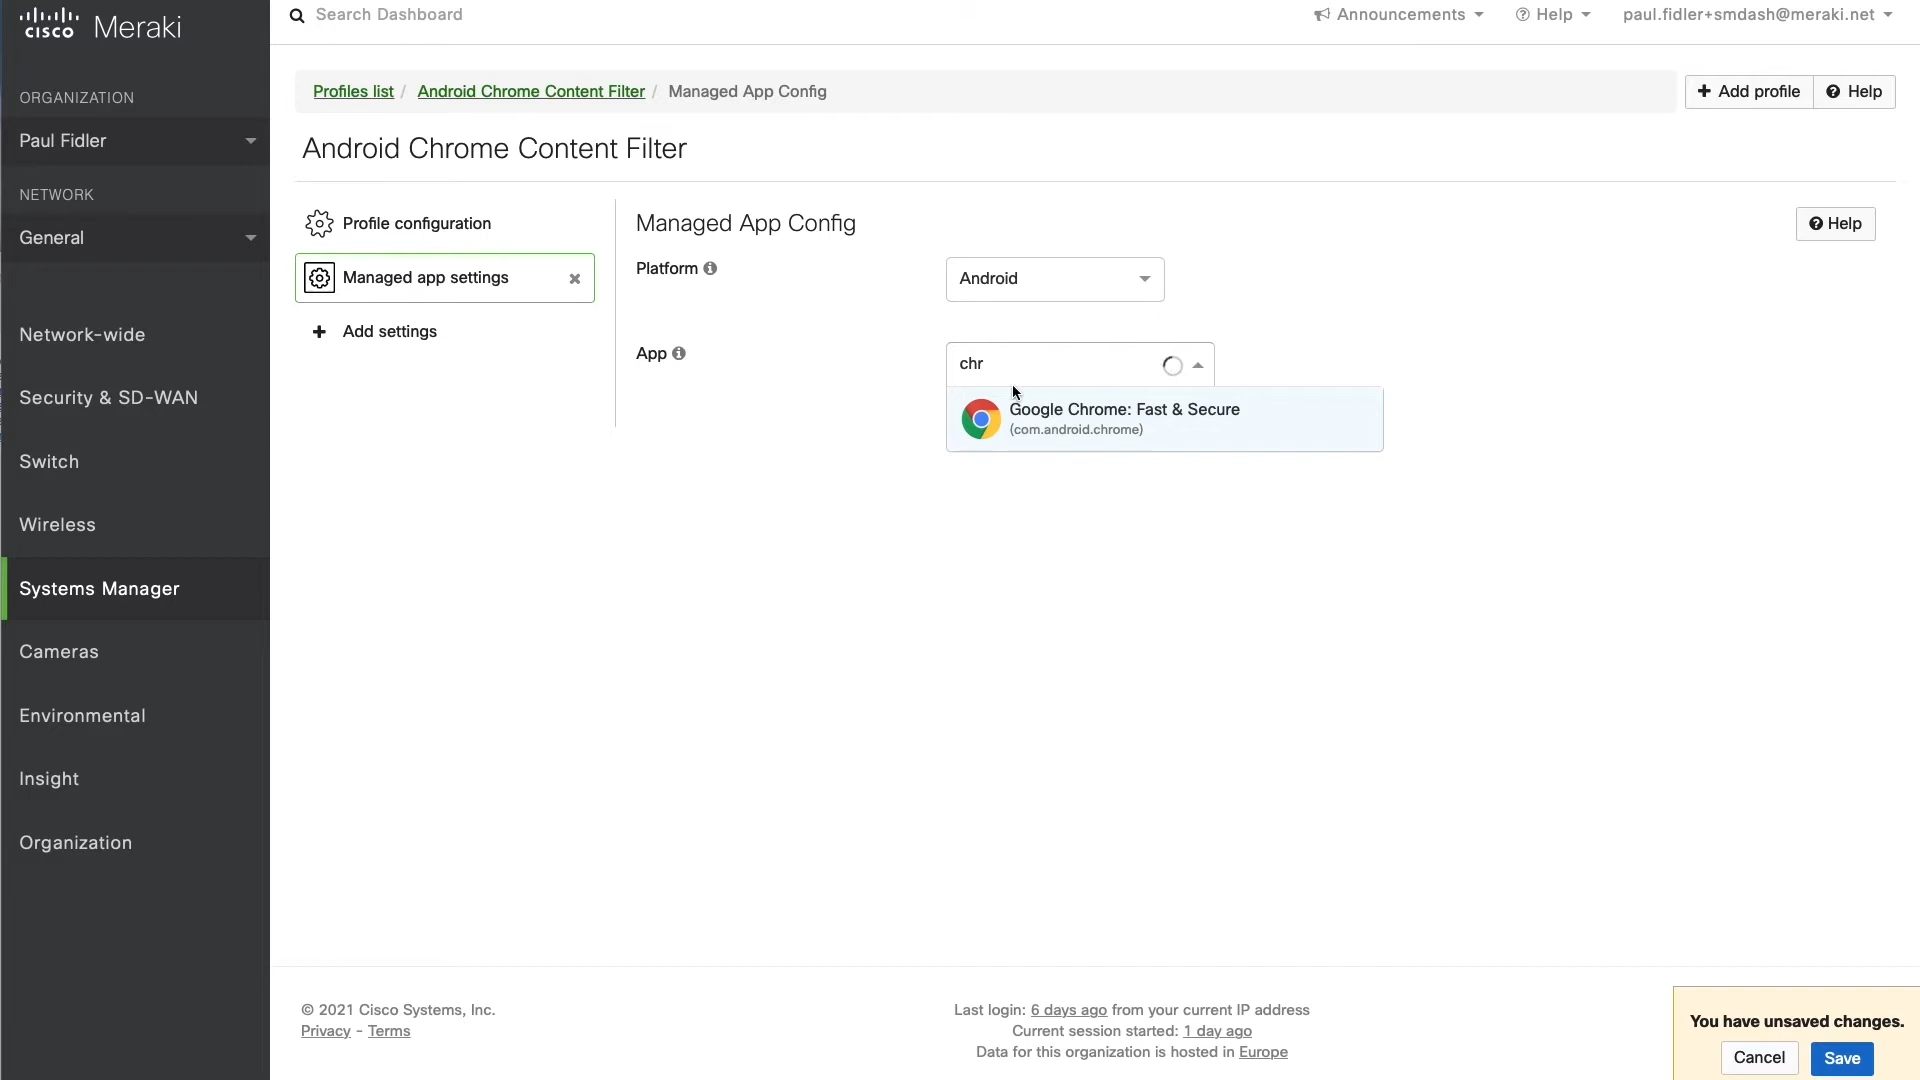 cisco Meraki
Search Dashboard
Announcements
Help
paul.fidler+smdash@meraki.net
ORGANIZATION
Paul Fidler
NETWORK
General
Network-wide
Security & SD-WAN
Switch
Wireless
Systems Manager
Cameras
Environmental
Insight
Organization
Profiles list / Android Chrome Content Filter / Managed App Config
+ Add profile
Help
Android Chrome Content Filter
Profile configuration
Managed app settings
+ Add settings
Managed App Config
Help
Platform
Android
App
chr
Google Chrome: Fast & Secure
(com.android.chrome)
© 2021 Cisco Systems, Inc.
Privacy - Terms
Last login: 6 days ago from your current IP address
Current session started: 1 day ago
Data for this organization is hosted in Europe
You have unsaved changes.
Cancel
Save